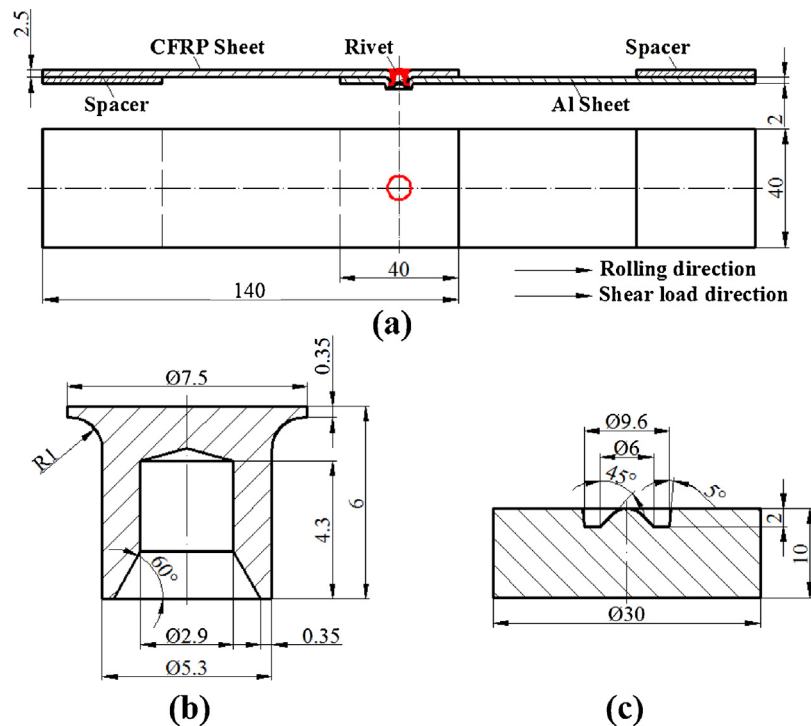 2.5
CFRP Sheet
Rivet
Spacer
Spacer
Al Sheet
2
40
40
140
Rolling direction
Shear load direction
(a)
Ø7.5
0.35
R1
60°
4.3
6
Ø2.9
0.35
Ø5.3
(b)
Ø9.6
Ø6
45°
5°
2
10
Ø30
(c)